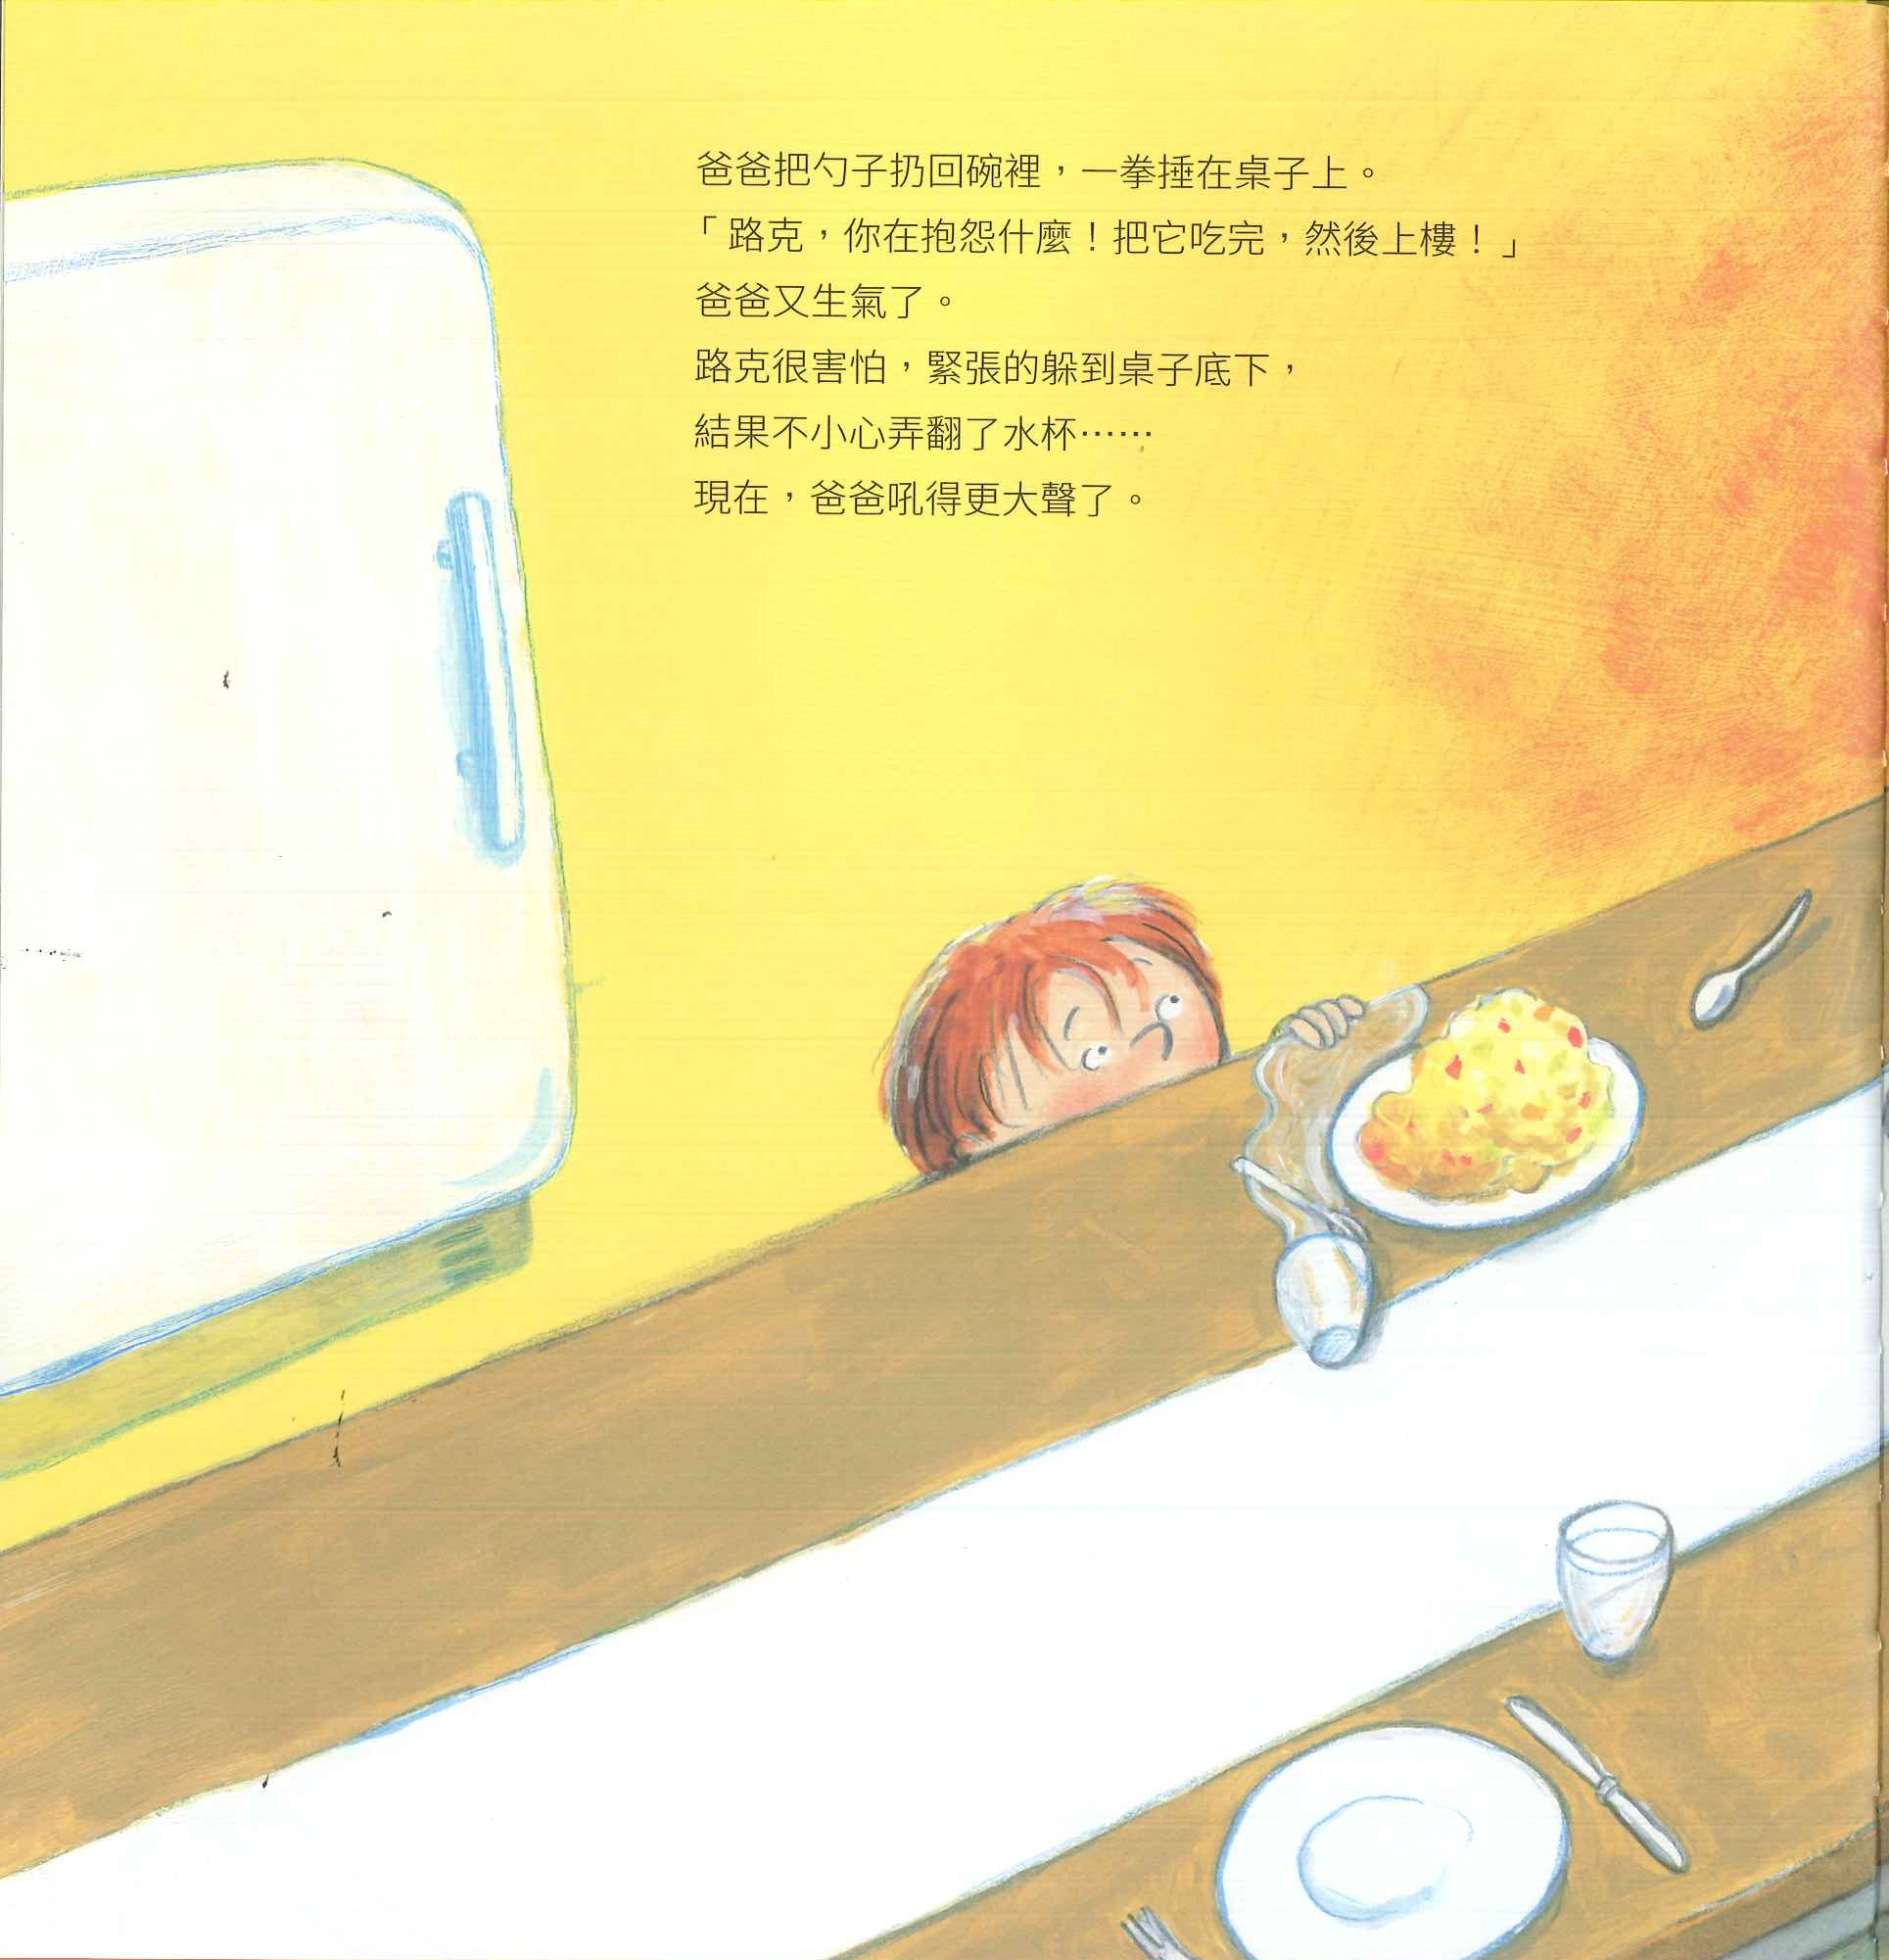 爸爸把勺子扔回碗裡，一拳捶在桌子上。
「路克，你在抱怨什麼！把它吃完，然後上樓！」
爸爸又生氣了。
路克很害怕，緊張的躲到桌子底下，
結果不小心弄翻了水杯……
現在，爸爸吼得更大聲了。